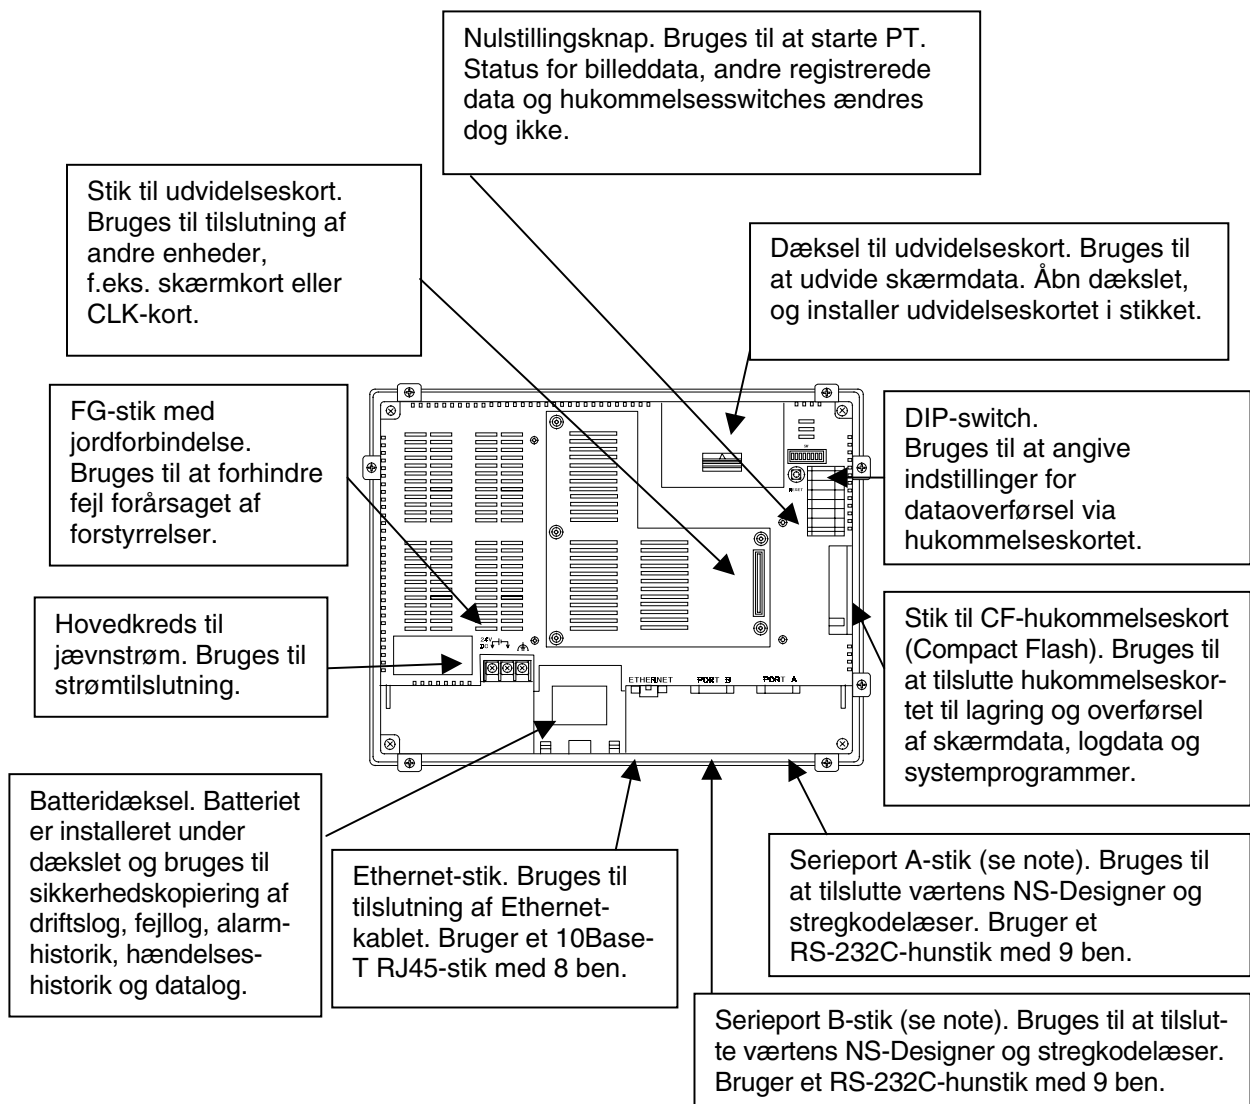 Nulstillingsknap. Bruges til at starte PT.
Status for billeddata, andre registrerede
data og hukommelsesswitches ændres
dog ikke.
Stik til udvidelseskort.
Bruges til tilslutning af
andre enheder,
f.eks. skærmkort eller
CLK-kort.
Dæksel til udvidelseskort. Bruges til
at udvide skærmdata. Åbn dækslet,
og installer udvidelseskortet i stikket.
FG-stik med
jordforbindelse.
Bruges til at forhindre
fejl forårsaget af
forstyrrelser.
DIP-switch.
Bruges til at angive
indstillinger for
dataoverførsel via
hukommelseskortet.
SW
RESET
Hovedkreds til
jævnstrøm. Bruges til
strømtilslutning.
24V
DC
ETHERNET
PORT B
PORT A
Stik til CF-hukommelseskort
(Compact Flash). Bruges til
at tilslutte hukommelseskor-
tet til lagring og overførsel
af skærmdata, logdata og
systemprogrammer.
Batteridæksel. Batteriet
er installeret under
dækslet og bruges til
sikkerhedskopiering af
driftslog, fejllog, alarm-
historik, hændelses-
historik og datalog.
Ethernet-stik. Bruges til
tilslutning af Ethernet-
kablet. Bruger et 10Base-
T RJ45-stik med 8 ben.
Serieport A-stik (se note). Bruges til
at tilslutte værtens NS-Designer og
stregkodelæser. Bruger et
RS-232C-hunstik med 9 ben.
Serieport B-stik (se note). Bruges til at tilslut-
te værtens NS-Designer og stregkodelæser.
Bruger et RS-232C-hunstik med 9 ben.